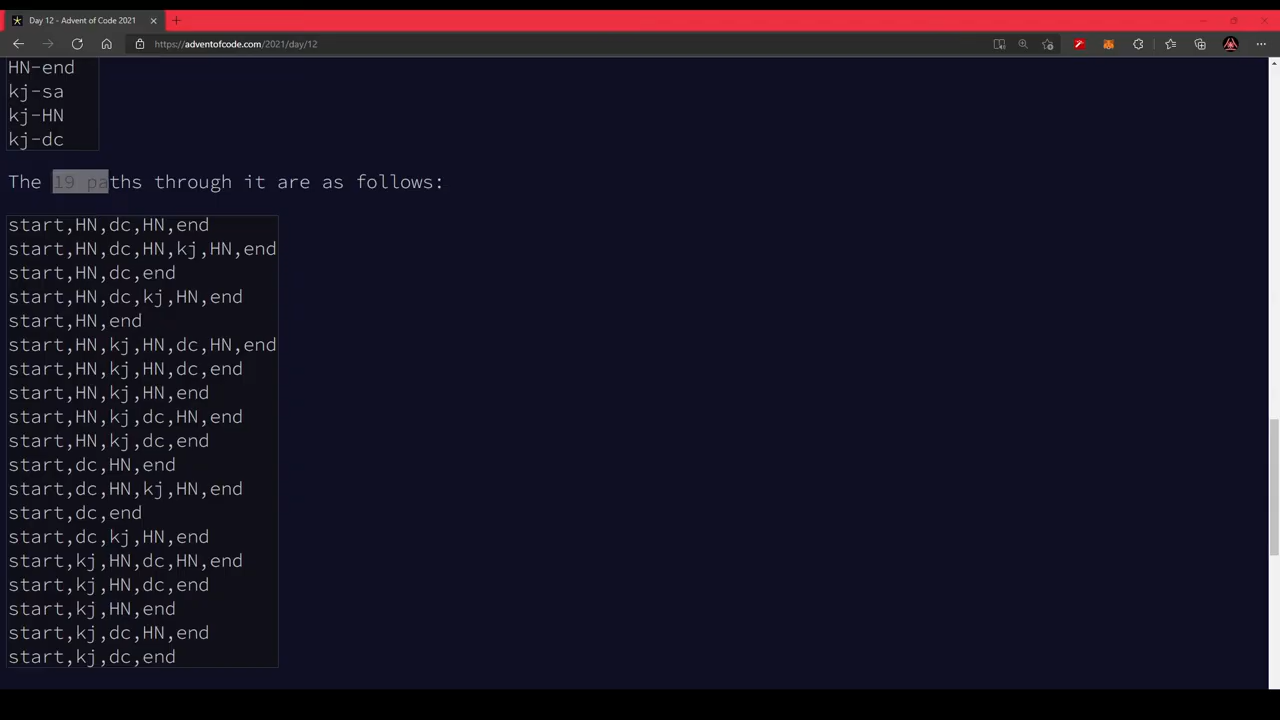 Day 12 - Advent of Code 2021
https://adventofcode.com/2021/day/12
HN-end
kj-sa
kj-HN
kj-dc
The 19 paths through it are as follows:
start,HN,dc,HN,end
start,HN,dc,HN,kj,HN,end
start,HN,dc,end
start,HN,dc,kj,HN,end
start,HN,end
start,HN,kj,HN,dc,HN,end
start,HN,kj,HN,dc,end
start,HN,kj,HN,end
start,HN,kj,dc,HN,end
start,HN,kj,dc,end
start,dc,HN,end
start,dc,HN,kj,HN,end
start,dc,end
start,dc,kj,HN,end
start,kj,HN,dc,HN,end
start,kj,HN,dc,end
start,kj,HN,end
start,kj,dc,HN,end
start,kj,dc,end